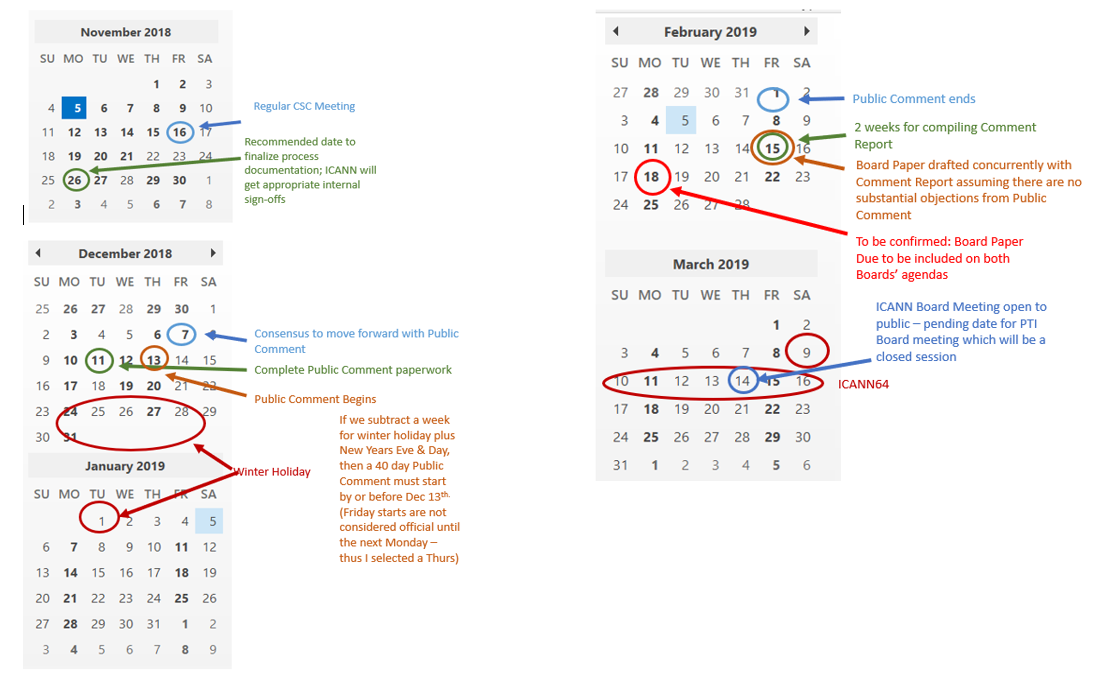 November 2018
SU MO TU WE TH FR SA
1 2 3
4 5 6 7 8 9 10
11 12 13 14 15 16 17
18 19 20 21 22 23 24
25 26 27 28 29 30 1
2 3 4 5 6 7 8
Regular CSC Meeting
Recommended date to
finalize process
documentation; ICANN will
get appropriate internal
sign-offs
December 2018
SU MO TU WE TH FR SA
25 26 27 28 29 30 1
2 3 4 5 6 7 8
9 10 11 12 13 14 15
16 17 18 19 20 21 22
23 24 25 26 27 28 29
30 31
Consensus to move forward with Public
Comment
Complete Public Comment paperwork
Public Comment Begins
If we subtract a week
for winter holiday plus
New Years Eve & Day,
then a 40 day Public
Comment must start
by or before Dec 13th.
(Friday starts are not
considered official until
the next Monday –
thus I selected a Thurs)
Winter Holiday
January 2019
SU MO TU WE TH FR SA
1 2 3 4 5
6 7 8 9 10 11 12
13 14 15 16 17 18 19
20 21 22 23 24 25 26
27 28 29 30 31 1 2
3 4 5 6 7 8 9
February 2019
SU MO TU WE TH FR SA
27 28 29 30 31 1 2
3 4 5 6 7 8 9
10 11 12 13 14 15 16
17 18 19 20 21 22 23
24 25 26 27 28
Public Comment ends
2 weeks for compiling Comment
Report
Board Paper drafted concurrently with
Comment Report assuming there are no
substantial objections from Public
Comment
To be confirmed: Board Paper
Due to be included on both
Boards' agendas
March 2019
SU MO TU WE TH FR SA
1 2
3 4 5 6 7 8 9
10 11 12 13 14 15 16
17 18 19 20 21 22 23
24 25 26 27 28 29 30
31 1 2 3 4 5 6
ICANN Board Meeting open to
public – pending date for PTI
Board meeting which will be a
closed session
ICANN64